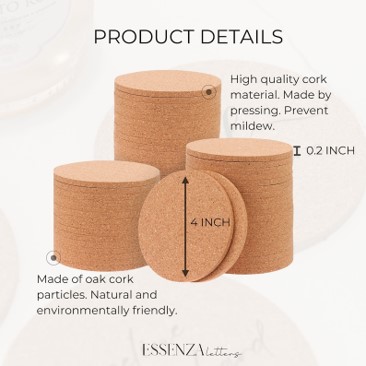 PRODUCT DETAILS
High quality cork
material. Made by
pressing. Prevent
mildew.
0.2 INCH
4 INCH
Made of oak cork
particles. Natural and
environmentally friendly.
ESSENZA letters